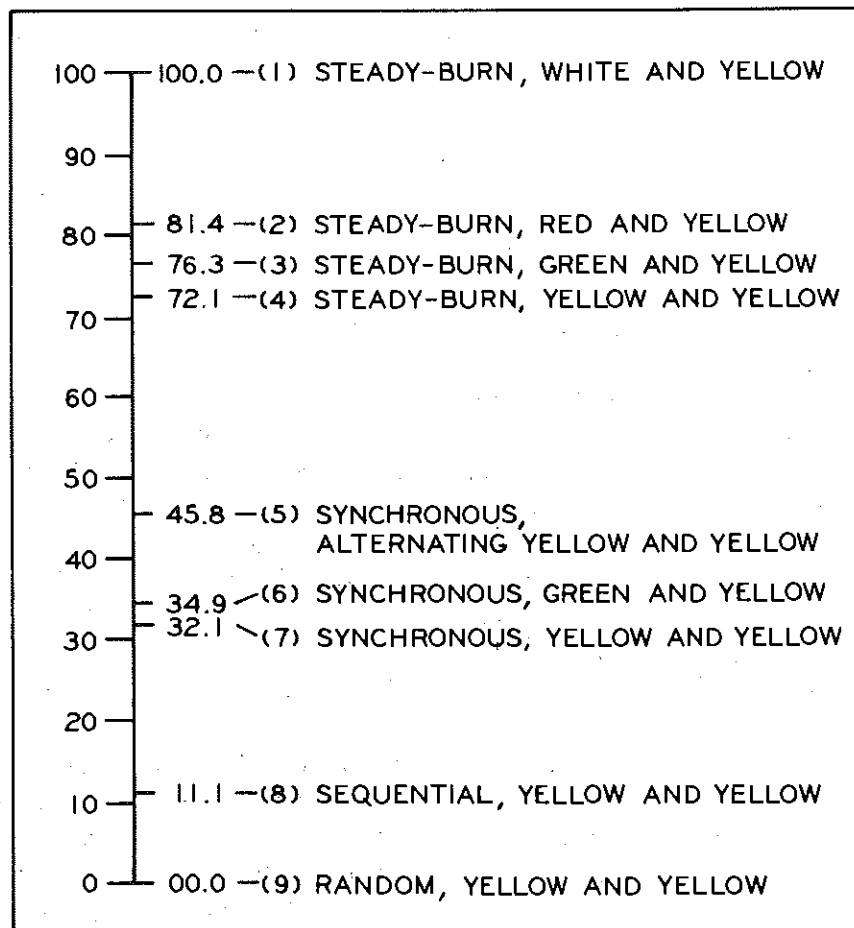 100 100.0 (1) STEADY-BURN, WHITE AND YELLOW
90
81.4 (2) STEADY-BURN, RED AND YELLOW
80
76.3 (3) STEADY-BURN, GREEN AND YELLOW
72.1 (4) STEADY-BURN, YELLOW AND YELLOW
70
60
50
45.8 (5) SYNCHRONOUS,
ALTERNATING YELLOW AND YELLOW
40
34.9 (6) SYNCHRONOUS, GREEN AND YELLOW
32.1 (7) SYNCHRONOUS, YELLOW AND YELLOW
30
20
11.1 (8) SEQUENTIAL, YELLOW AND YELLOW
10
0 00.0 (9) RANDOM, YELLOW AND YELLOW